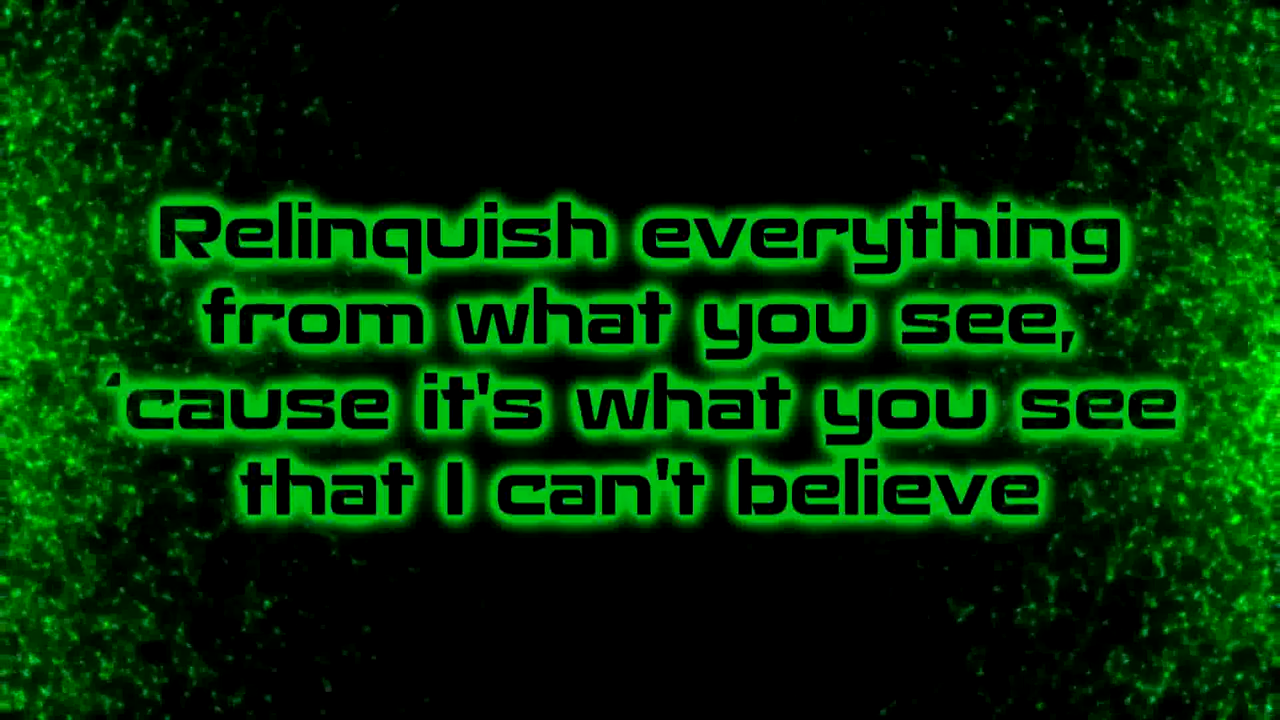 Relinquish everything
from what you see,
‘cause it's what you see
that I can't believe